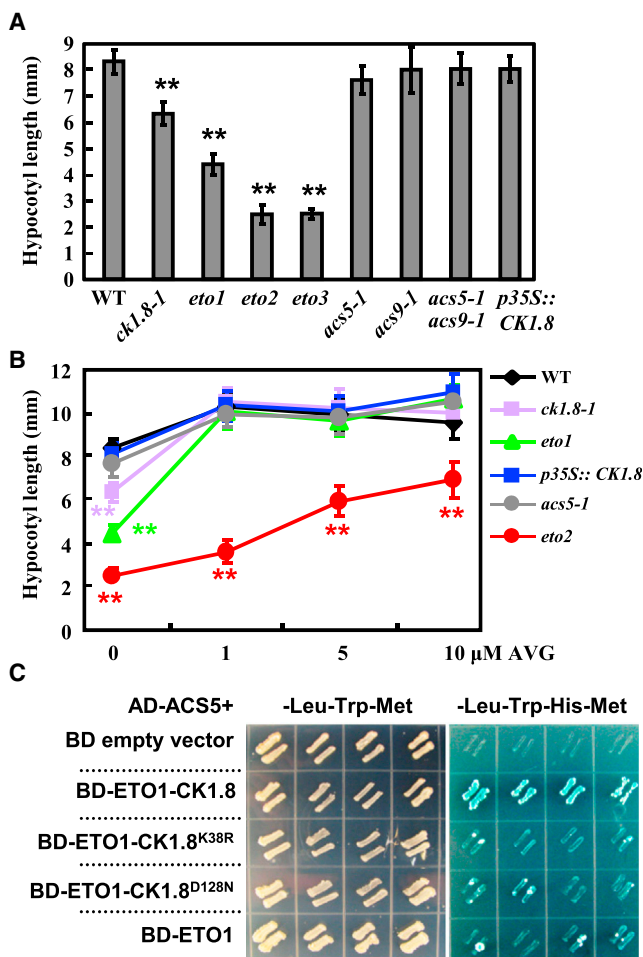 A
Hypocotyl length (mm)
9
8
7
6
5
4
3
2
1
0
**
**
**
**
WT
ck1.8-1
eto1
eto2
eto3
acs5-1
acs9-1
acs5-1
acs9-1
p35S::
CK1.8
B
Hypocotyl length (mm)
12
10
8
6
4
2
0
**
**
**
**
**
**
0
1
5
10 µM AVG
WT
ck1.8-1
eto1
p35S:: CK1.8
acs5-1
eto2
C
AD-ACS5+
-Leu-Trp-Met
-Leu-Trp-His-Met
BD empty vector
BD-ETO1-CK1.8
BD-ETO1-CK1.8K38R
BD-ETO1-CK1.8D128N
BD-ETO1